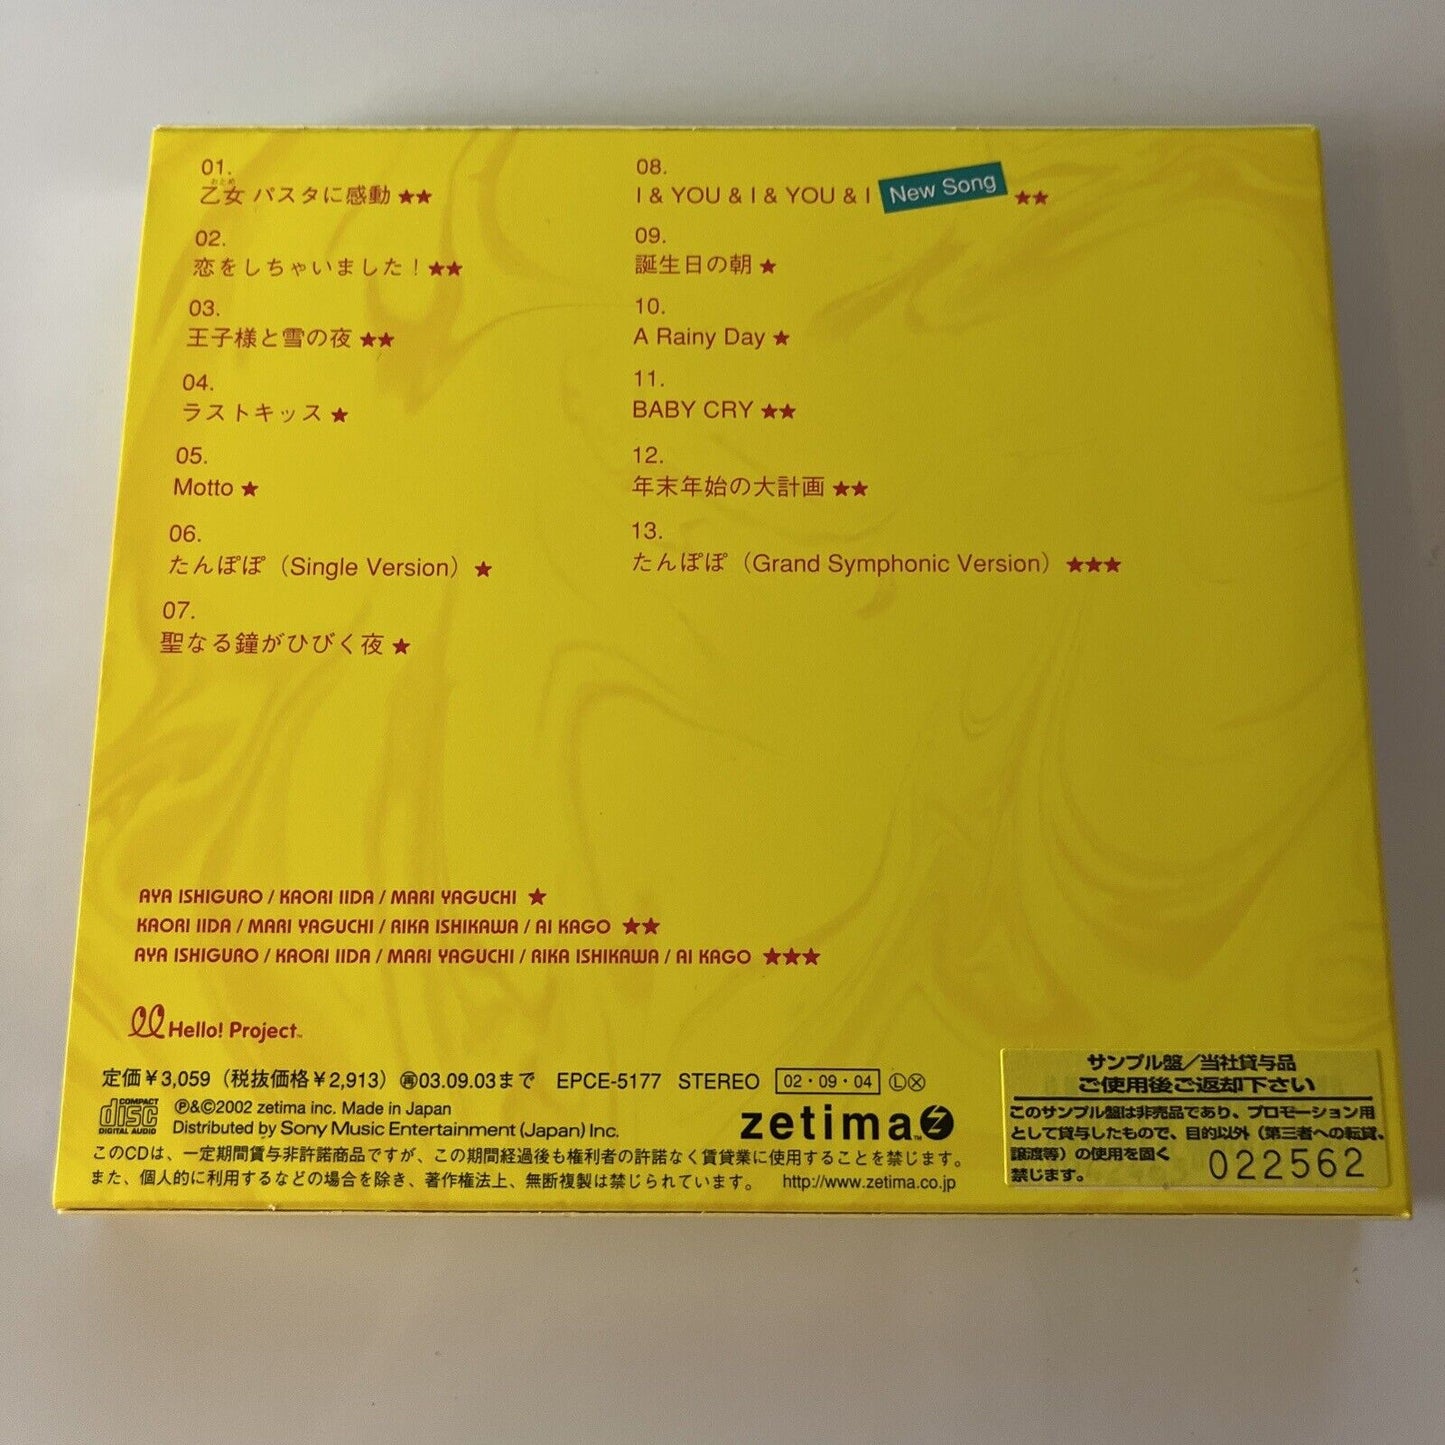 01.
おとめ
乙女 パスタに感動 ★★
02.
恋をしちゃいました！★★
03.
王子様と雪の夜 ★★
04.
ラストキッス ★
05.
Motto ★
06.
たんぽぽ（Single Version）★
07.
聖なる鐘がひびく夜 ★
08.
I & YOU & I & YOU & I New Song ★★
09.
誕生日の朝 ★
10.
A Rainy Day ★
11.
BABY CRY ★★
12.
年末年始の大計画 ★★
13.
たんぽぽ（Grand Symphonic Version）★★★
AYA ISHIGURO / KAORI IIDA / MARI YAGUCHI ★
KAORI IIDA / MARI YAGUCHI / RIKA ISHIKAWA / AI KAGO ★★
AYA ISHIGURO / KAORI IIDA / MARI YAGUCHI / RIKA ISHIKAWA / AI KAGO ★★★
Hello! Project™
定価￥3,059（税抜価格￥2,913）㊢03.09.03まで EPCE-5177 STEREO 02・09・04 Ⓛⓧ
COMPACT disc DIGITAL AUDIO
℗&©2002 zetima inc. Made in Japan
Distributed by Sony Music Entertainment (Japan) Inc.
zetima™
このCDは、一定期間賃与非許諾商品ですが、この期間経過後も権利者の許諾なく賃貸業に使用することを禁じます。
また、個人的に利用するなどの場合を除き、著作権法上、無断複製は禁じられています。 http://www.zetima.co.jp
サンプル盤／当社貸与品
ご使用後ご返却下さい
このサンプル盤は非売品であり、プロモーション用
として貸与したもので、目的以外（第三者への転貸、
譲渡等）の使用を固く
禁じます。
022562